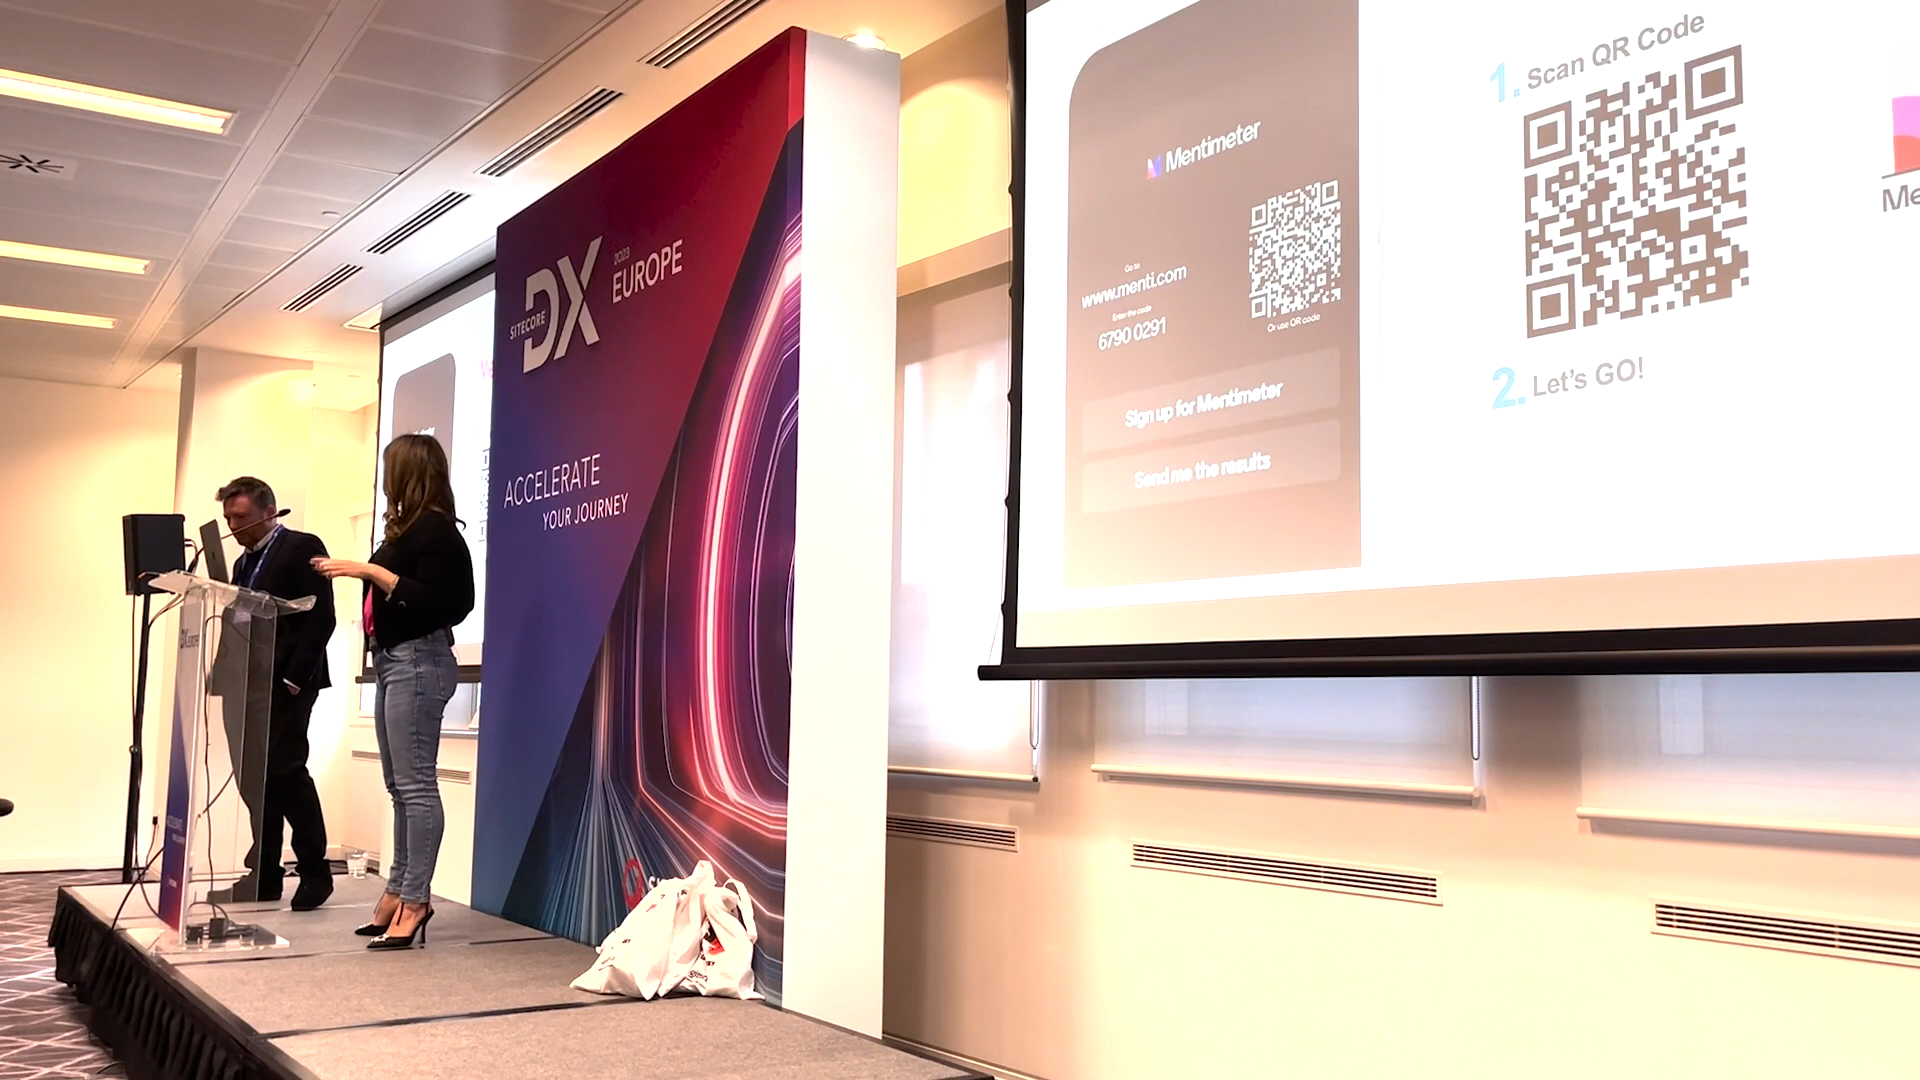 SITECORE
DX
2023
EUROPE
ACCELERATE
YOUR JOURNEY
Mentimeter
Go to
www.menti.com
Enter the code
6790 0291
Or use QR code
Sign up for Mentimeter
Send me the results
1. Scan QR Code
2. Let's GO!
Me